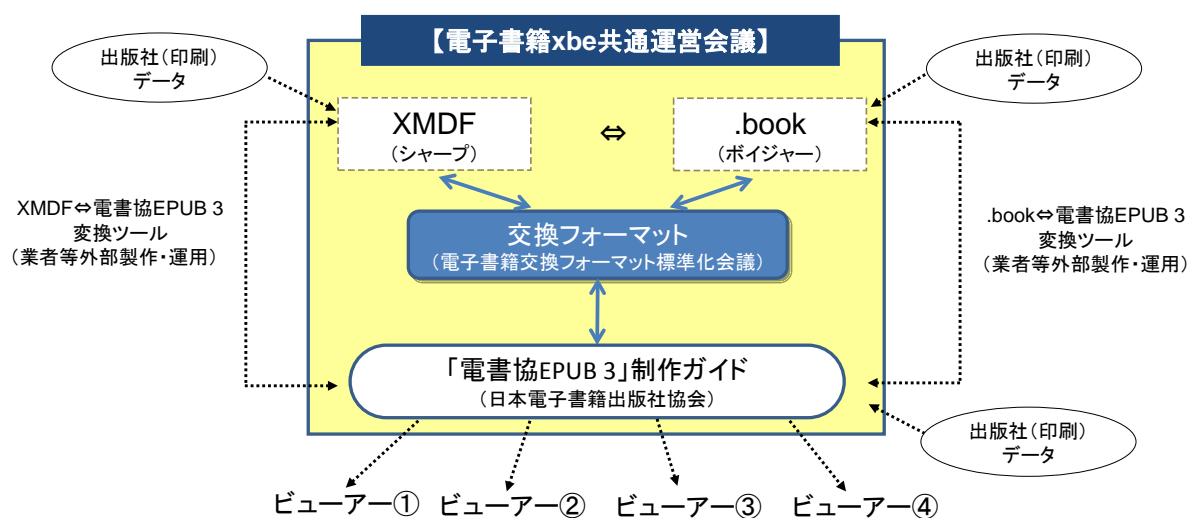 【電子書籍xbe共通運営会議】
出版社(印刷)
データ
出版社(印刷)
データ
XMDF
(シャープ)
⇔
.book
(ボイジャー)
XMDF⇔電書協EPUB 3
変換ツール
(業者等外部製作・運用)
交換フォーマット
(電子書籍交換フォーマット標準化会議)
.book⇔電書協EPUB 3
変換ツール
(業者等外部製作・運用)
「電書協EPUB 3」制作ガイド
(日本電子書籍出版社協会)
出版社(印刷)
データ
ビューアー① ビューアー② ビューアー③ ビューアー④